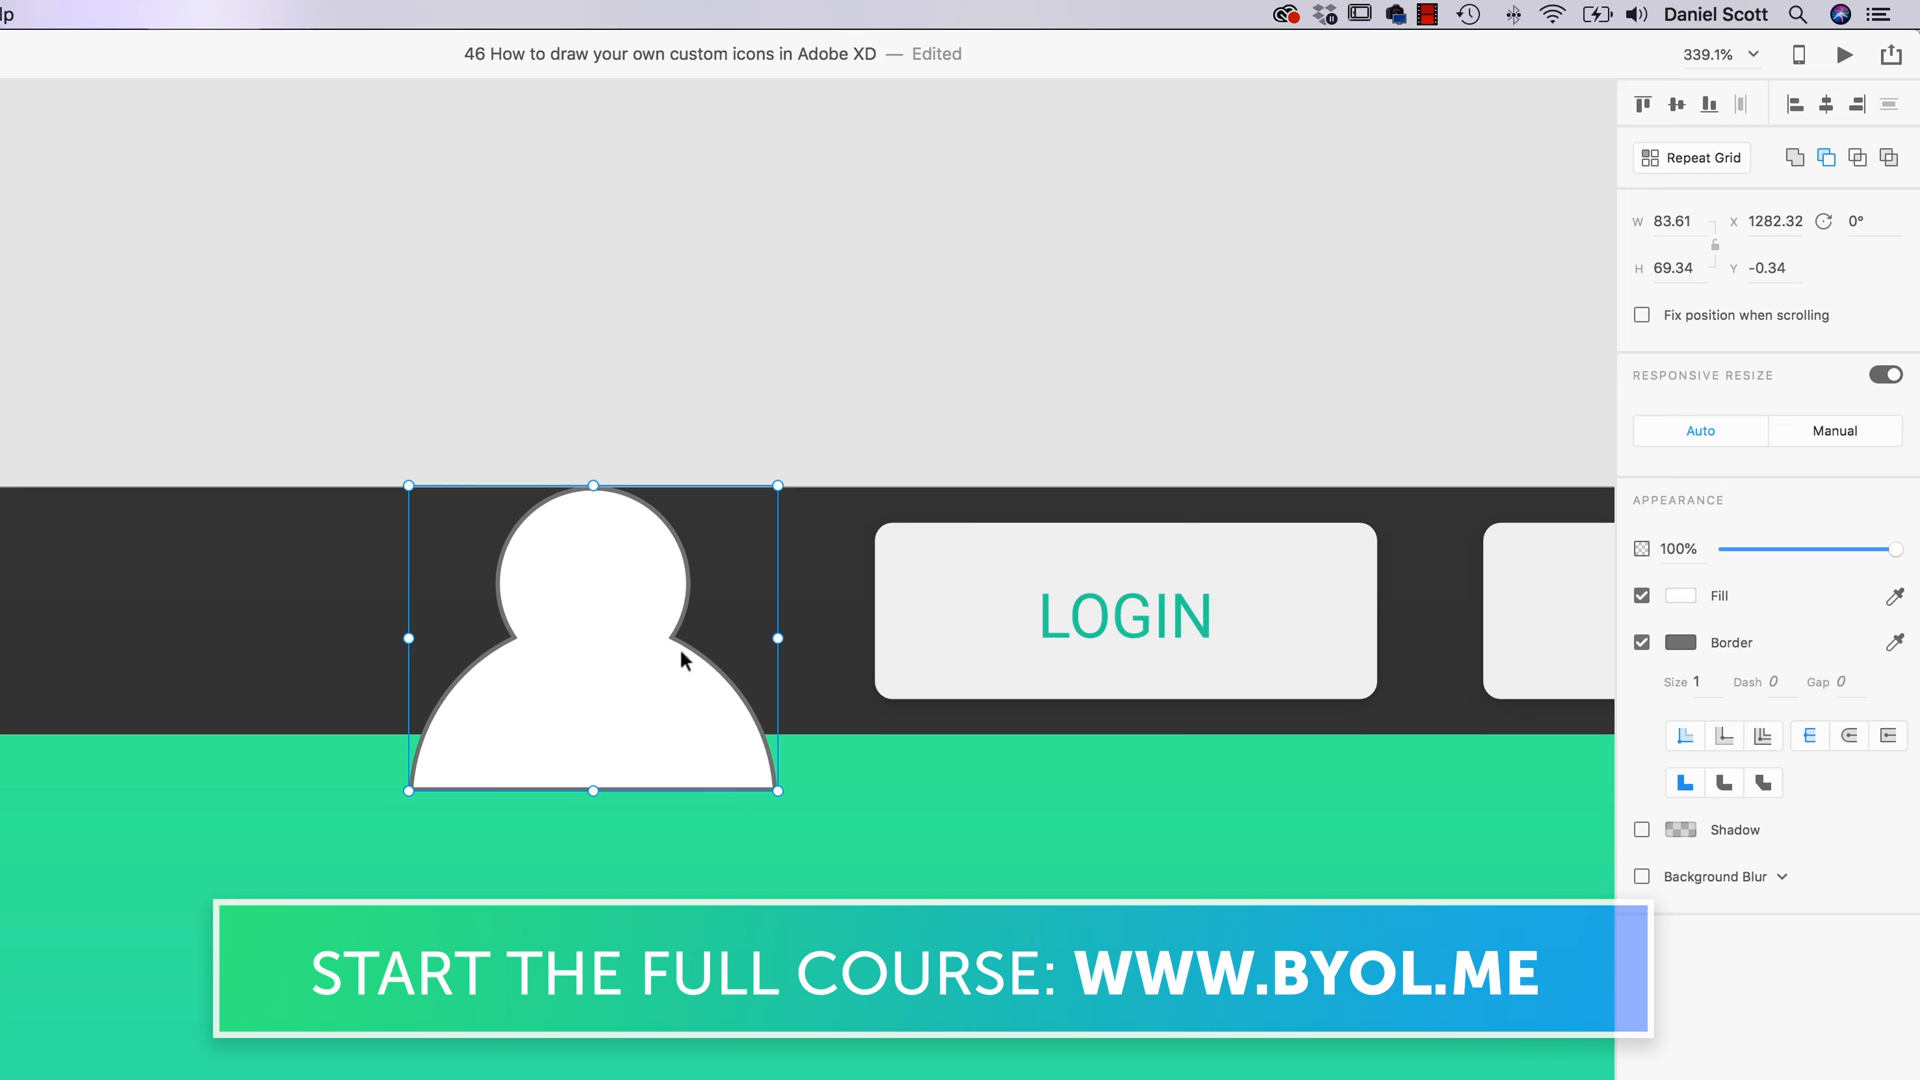 lp
Daniel Scott
46 How to draw your own custom icons in Adobe XD — Edited
339.1%
Repeat Grid
W 83.61 X 1282.32 0°
H 69.34 Y -0.34
Fix position when scrolling
RESPONSIVE RESIZE
Auto Manual
APPEARANCE
100%
Fill
Border
Size 1 Dash 0 Gap 0
Shadow
Background Blur
LOGIN
START THE FULL COURSE: WWW.BYOL.ME